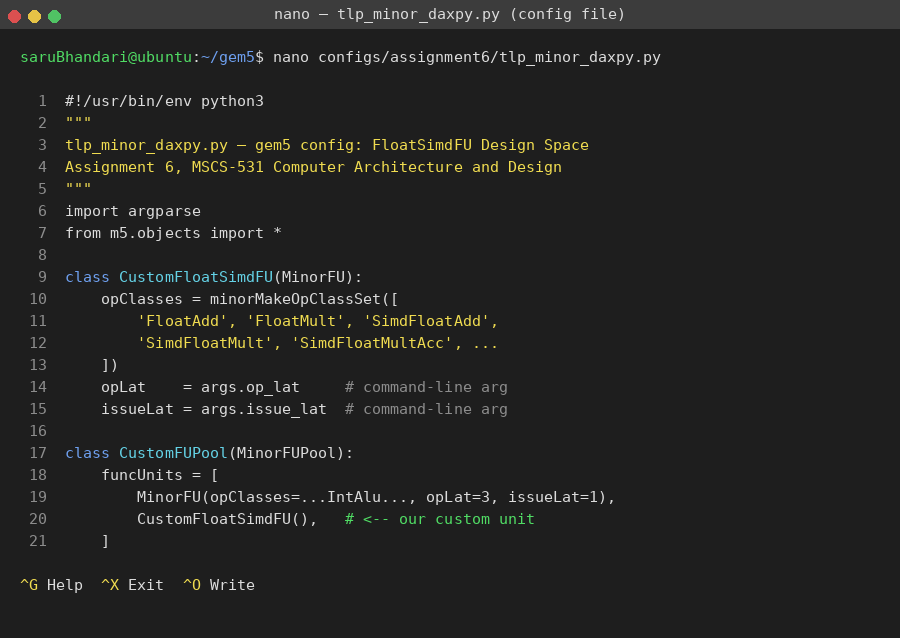 nano — tlp_minor_daxpy.py (config file)
saruBhandari@ubuntu:~/gem5$ nano configs/assignment6/tlp_minor_daxpy.py
1  #!/usr/bin/env python3
2  """
3  tlp_minor_daxpy.py — gem5 config: FloatSimdFU Design Space
4  Assignment 6, MSCS-531 Computer Architecture and Design
5  """
6  import argparse
7  from m5.objects import *
8
9  class CustomFloatSimdFU(MinorFU):
10      opClasses = minorMakeOpClassSet([
11          'FloatAdd', 'FloatMult', 'SimdFloatAdd',
12          'SimdFloatMult', 'SimdFloatMultAcc', ...
13      ])
14      opLat    = args.op_lat     # command-line arg
15      issueLat = args.issue_lat  # command-line arg
16
17  class CustomFUPool(MinorFUPool):
18      funcUnits = [
19          MinorFU(opClasses=...IntAlu..., opLat=3, issueLat=1),
20          CustomFloatSimdFU(),   # <-- our custom unit
21      ]
^G Help  ^X Exit  ^O Write